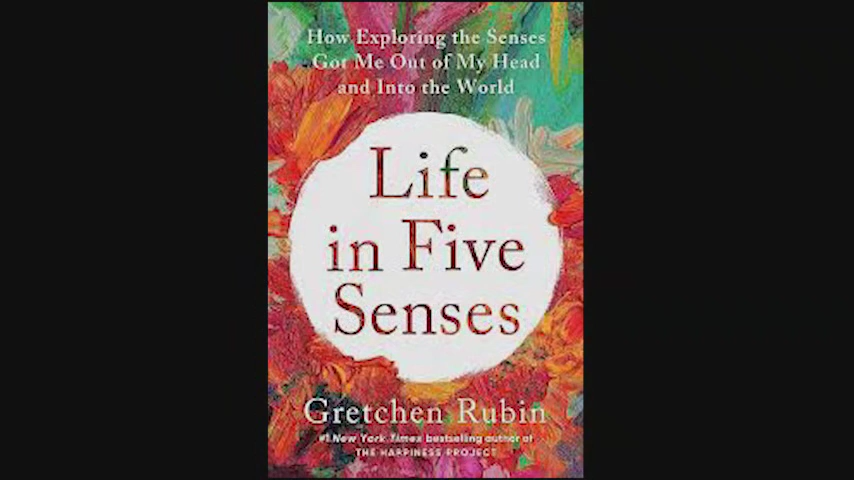 How Exploring the Senses
Got Me Out of My Head
and Into the World
Life
in Five
Senses
Gretchen Rubin
#1 New York Times bestselling author of
THE HAPPINESS PROJECT